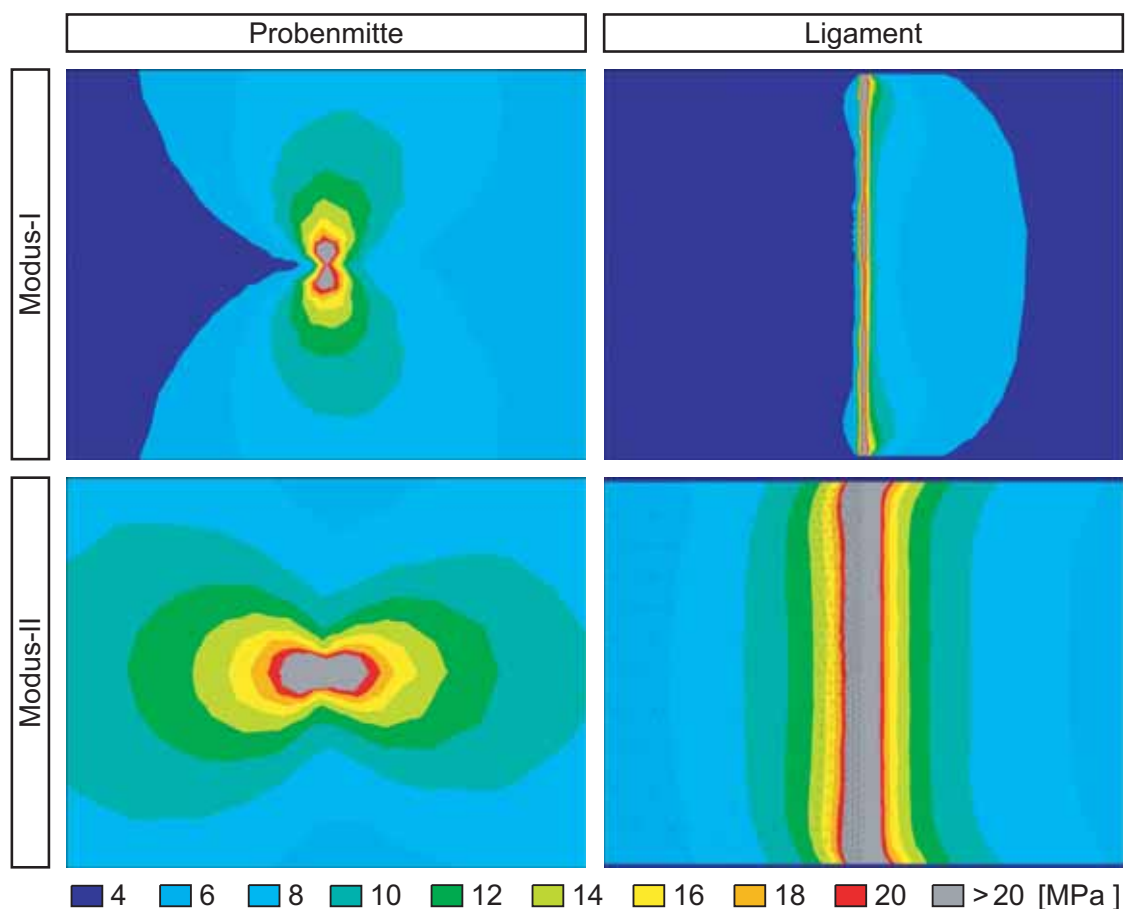 Probenmitte
Ligament
Modus-I
Modus-II
4 6 8 10 12 14 16 18 20 >20 [MPa]